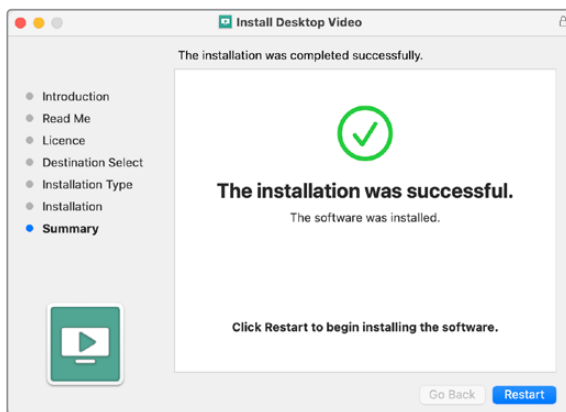 Install Desktop Video
The installation was completed successfully.
Introduction
Read Me
Licence
Destination Select
Installation Type
Installation
Summary
The installation was successful.
The software was installed.
Click Restart to begin installing the software.
Go Back
Restart